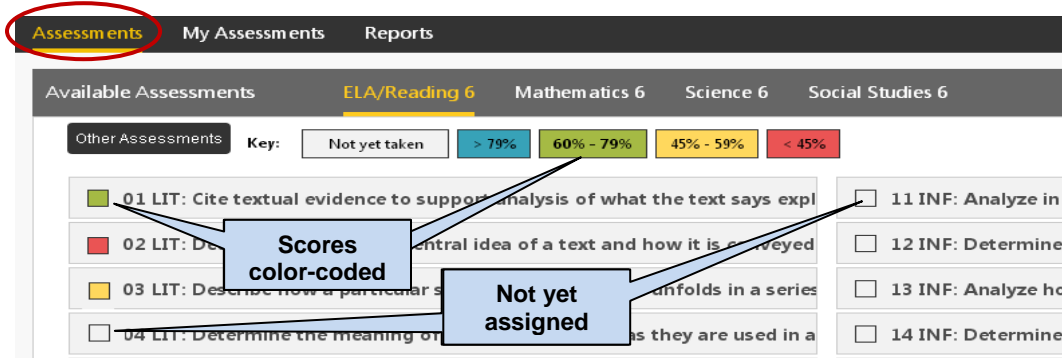 Assessments My Assessments Reports
Available Assessments ELA/Reading 6 Mathematics 6 Science 6 Social Studies 6
Other Assessments Key: Not yet taken > 79% 60% - 79% 45% - 59% < 45%
01 LIT: Cite textual evidence to support analysis of what the text says expl
11 INF: Analyze in
02 LIT: De
Scores
color-coded
ntral idea of a text and how it is conveyed
12 INF: Determine
03 LIT: Describe how a particular s
Not yet
assigned
unfolds in a series
13 INF: Analyze ho
04 LIT: Determine the meaning of
as they are used in a
14 INF: Determine